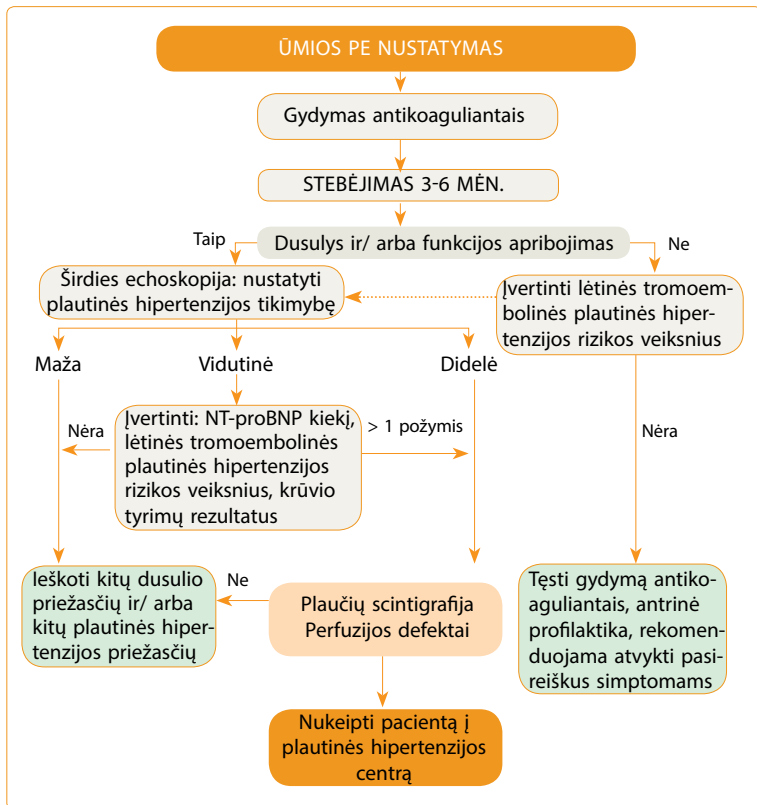 ŪMIOS PE NUSTATYMAS
Gydymas antikoaguliantais
STEBĖJIMAS 3-6 MĖN.
Taip
Dusulys ir/ arba funkcijos apribojimas
Ne
Širdies echoskopija: nustatyti
plautinės hipertenzijos tikimybę
Įvertinti lėtinės tromoem-
bolinės plautinės hiper-
tenzijos rizikos veiksnius
Maža
Vidutinė
Didelė
Nėra
Įvertinti: NT-proBNP kiekį,
lėtinės tromoembolinės
plautinės hipertenzijos
rizikos veiksnius, krūvio
tyrimų rezultatus
> 1 požymis
Nėra
Ieškoti kitų dusulio
priežasčių ir/ arba
kitų plautinės hiper-
tenzijos priežasčių
Ne
Plaučių scintigrafija
Perfuzijos defektai
Tęsti gydymą antiko-
aguliantais, antrinė
profilaktika, rekomen-
duojama atvykti pasi-
reiškus simptomams
Nukeipti pacientą į
plautinės hipertenzijos
centrą